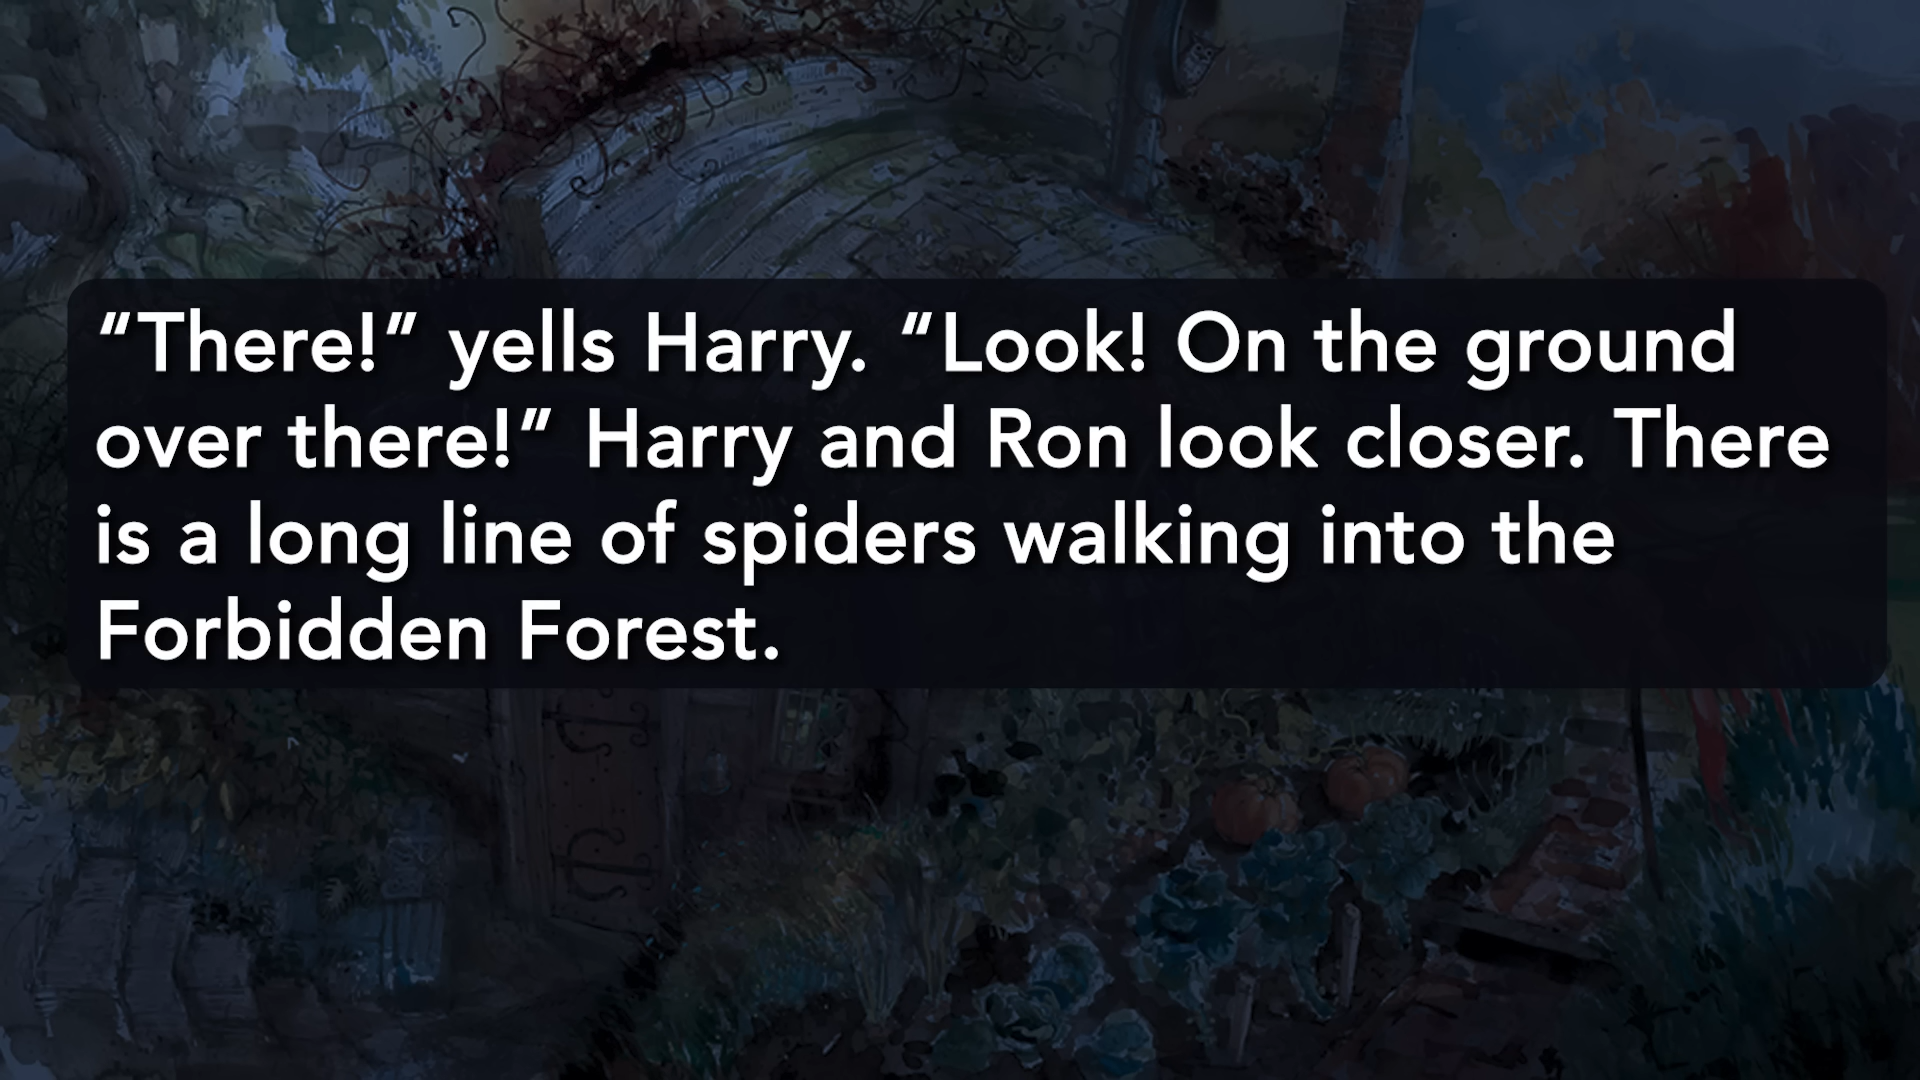 “There!” yells Harry. “Look! On the ground
over there!” Harry and Ron look closer. There
is a long line of spiders walking into the
Forbidden Forest.